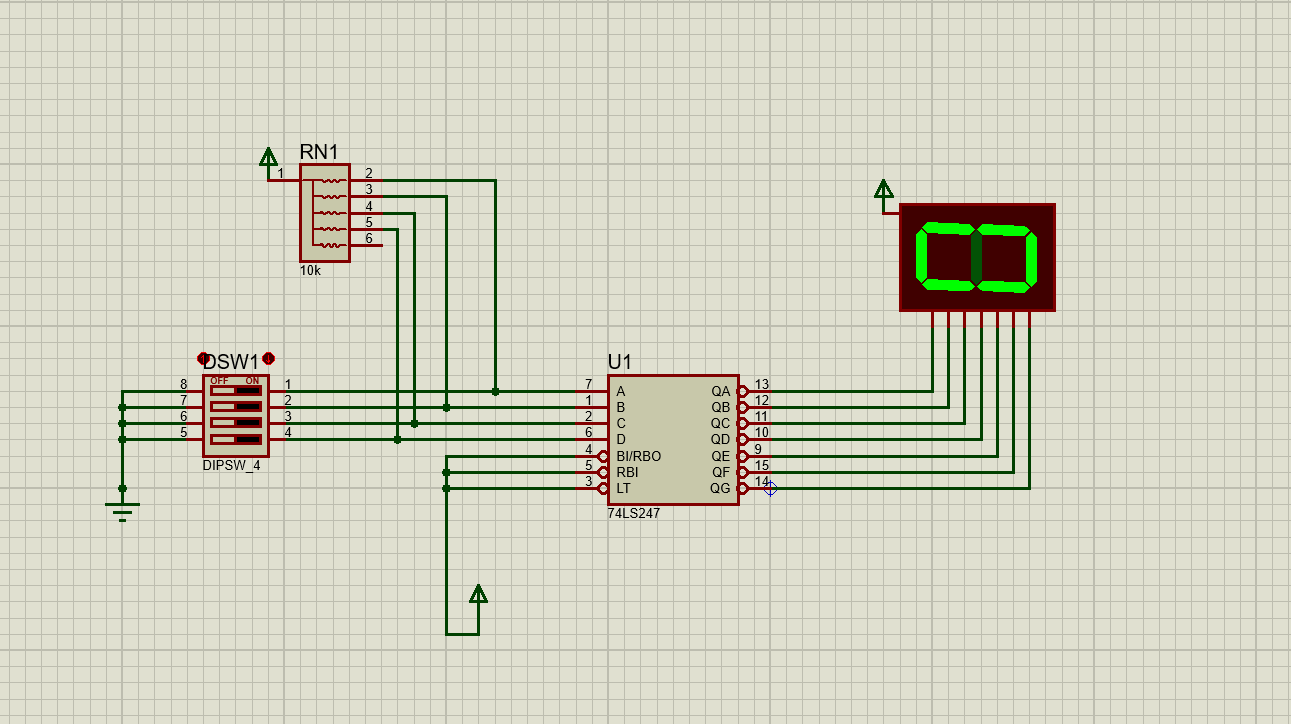 RN1
1
2
3
4
5
6
10k
DSW1
OFF ON
8 1
7 2
6 3
5 4
DIPSW_4
U1
7 A QA 13
1 B QB 12
2 C QC 11
6 D QD 10
4 BI/RBO QE 9
5 RBI QF 15
3 LT QG 14
74LS247